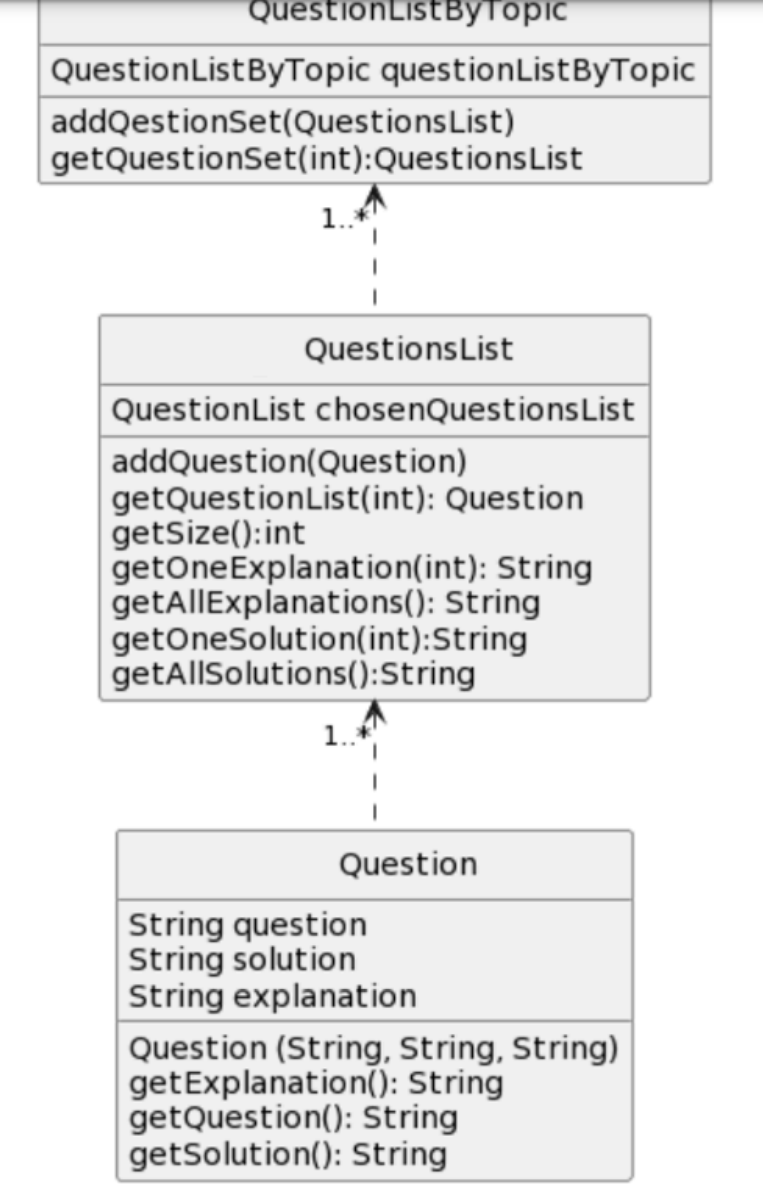 QuestionListByTopic
QuestionListByTopic questionListByTopic
addQestionSet(QuestionsList)
getQuestionSet(int):QuestionsList
1..*
QuestionsList
QuestionList chosenQuestionsList
addQuestion(Question)
getQuestionList(int): Question
getSize():int
getOneExplanation(int): String
getAllExplanations(): String
getOneSolution(int):String
getAllSolutions():String
1..*
Question
String question
String solution
String explanation
Question (String, String, String)
getExplanation(): String
getQuestion(): String
getSolution(): String